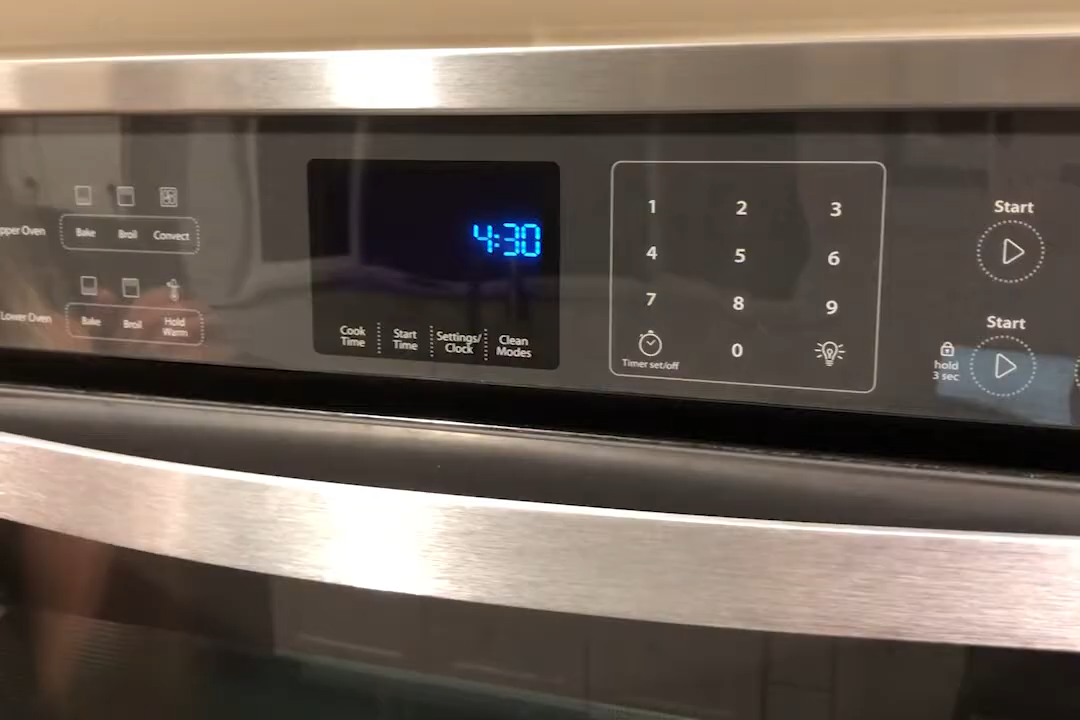 pper Oven
Bake
Broil
Convect
Lower Oven
Bake
Broil
Hold
Warm
4:30
Cook
Time
Start
Time
Settings/
Clock
Clean
Modes
1 2 3
4 5 6
7 8 9
0
Timer set/off
Start
Start
hold
3 sec